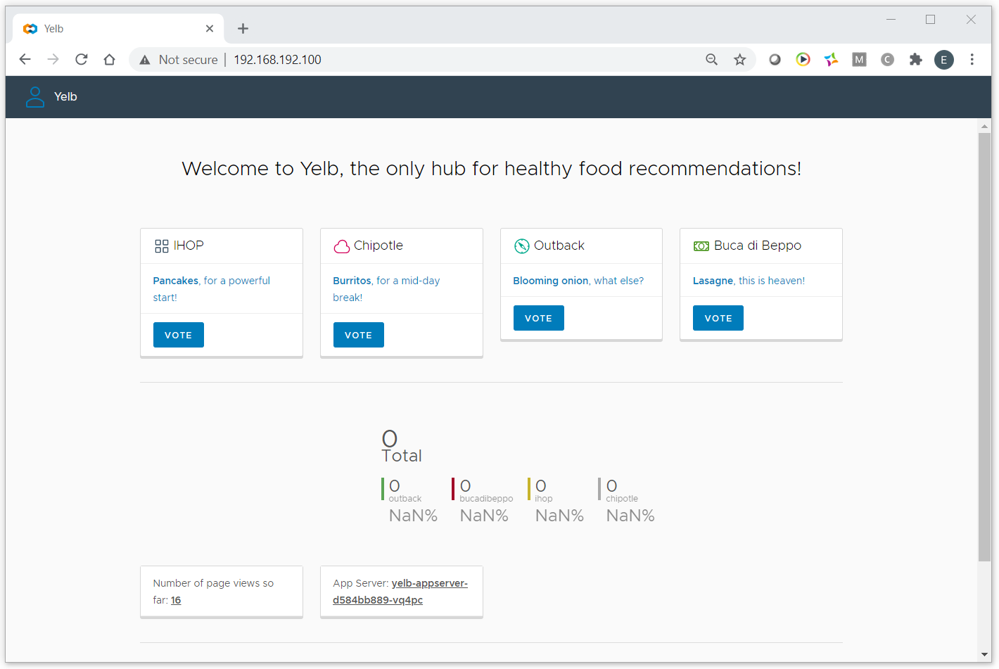 Yelb
Not secure | 192.168.192.100
M
C
E
Yelb
Welcome to Yelb, the only hub for healthy food recommendations!
IHOP
Pancakes, for a powerful
start!
VOTE
Chipotle
Burritos, for a mid-day
break!
VOTE
Outback
Blooming onion, what else?
VOTE
Buca di Beppo
Lasagne, this is heaven!
VOTE
0
Total
0
outback
NaN%
0
bucadibeppo
NaN%
0
ihop
NaN%
0
chipotle
NaN%
Number of page views so
far: 16
App Server: yelb-appserver-
d584bb889-vq4pc